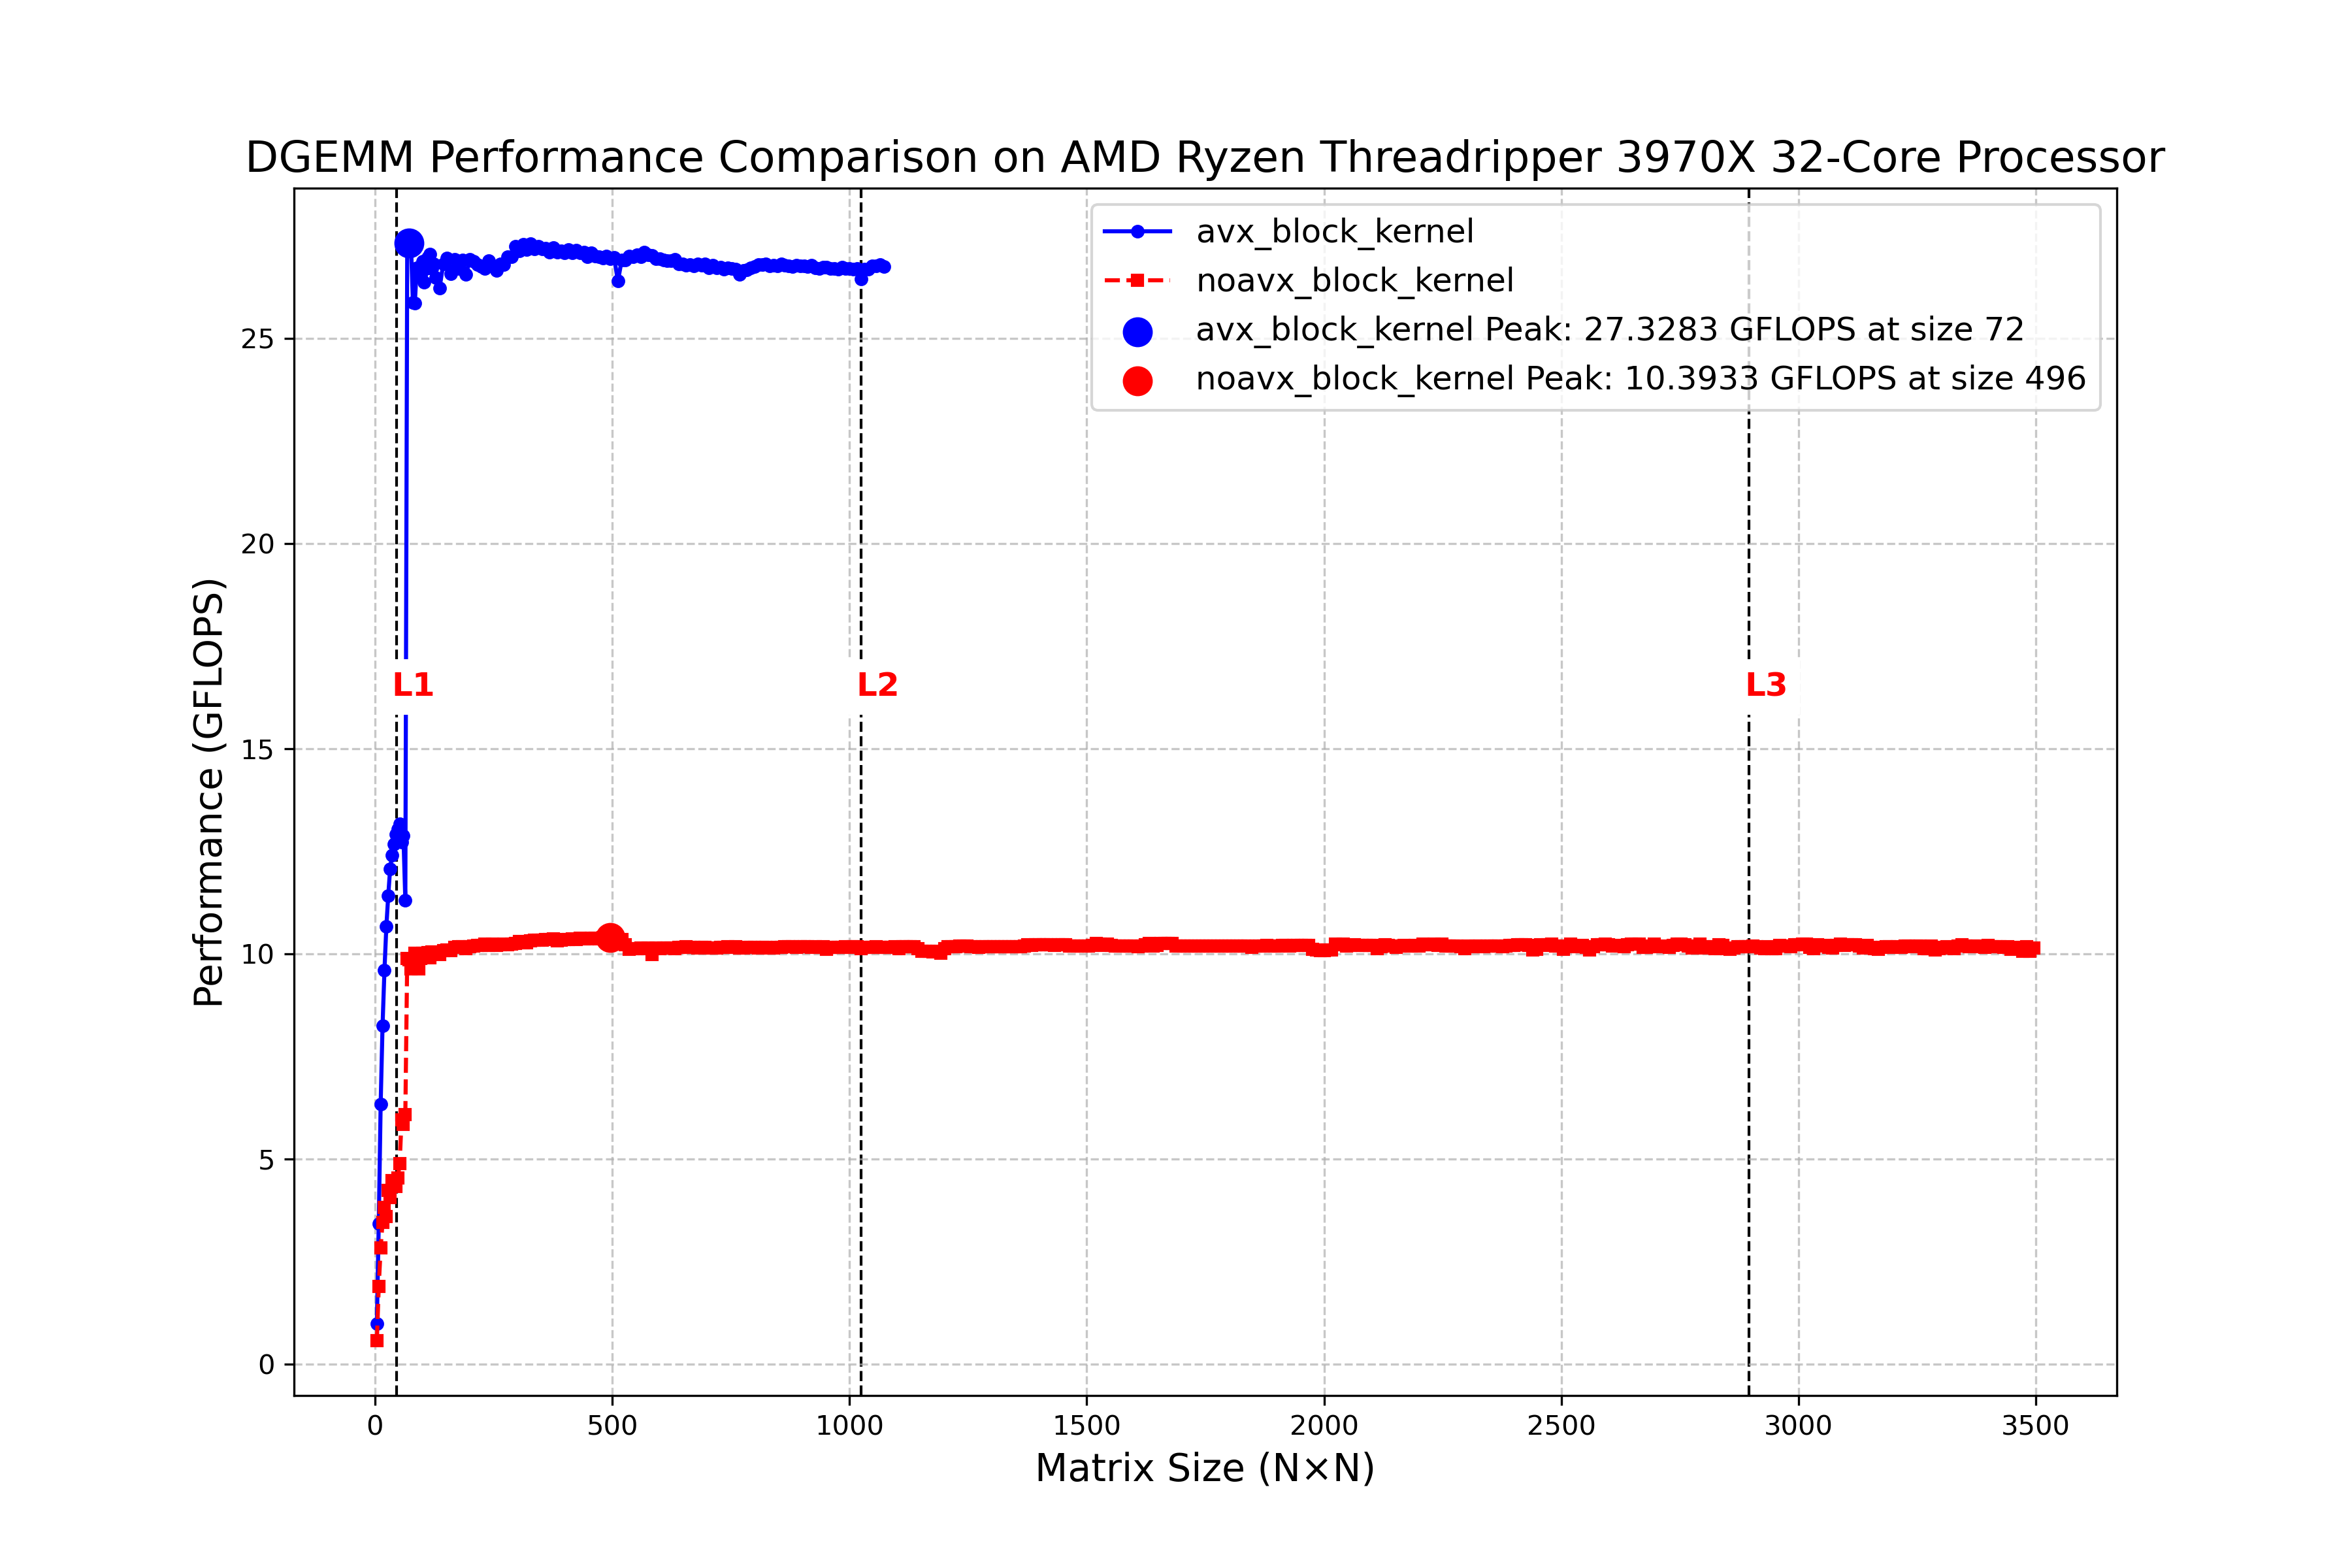 DGEMM Performance Comparison on AMD Ryzen Threadripper 3970X 32-Core Processor
avx_block_kernel
noavx_block_kernel
avx_block_kernel Peak: 27.3283 GFLOPS at size 72
noavx_block_kernel Peak: 10.3933 GFLOPS at size 496
Performance (GFLOPS)
25
20
15
10
5
0
L1
L2
L3
0 500 1000 1500 2000 2500 3000 3500
Matrix Size (N×N)